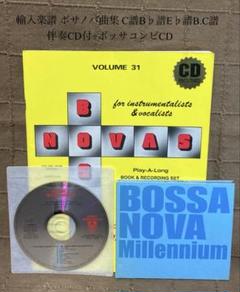 輸入楽譜 ボサノバ曲集 C譜B♭譜E♭譜B.C譜
伴奏CD付+ボッサコンピCD
VOLUME 31
CD
B
for instrumentalists
& vocalists
NOVAS
S
Play-A-Long
BOOK & RECORDING SET
BOSSA
NOVA
Millennium